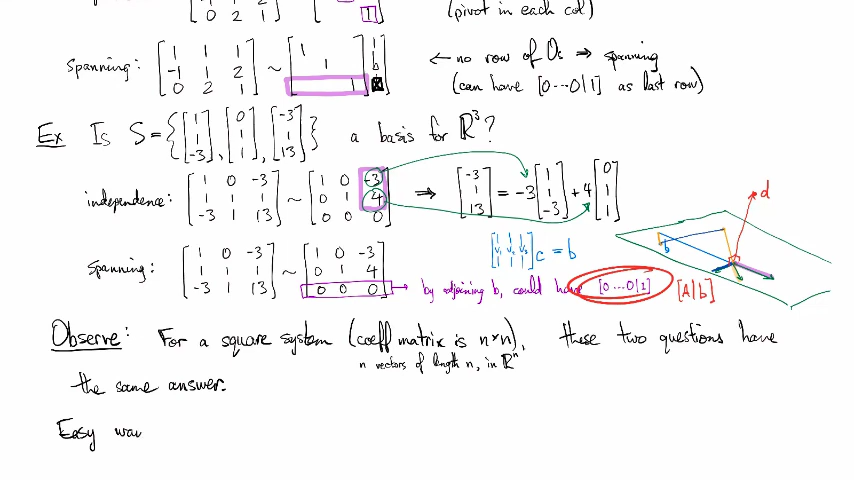 0 2 1 1 (pivot in each col)
spanning: [1 1 1; -1 1 2; 0 2 1] ~ [1; 1; 1] ← no row of 0s ⇒ spanning
(can have [0⋯0|1] as last row)
Ex Is S = {[1; 1; -3], [0; 1; 1], [-3; 1; 13]} a basis for ℝ³?
independence: [1 0 -3; 1 1 1; -3 1 13] ~ [1 0 -3; 0 1 4; 0 0 0] ⇒ [-3; 1; 13] = -3[1; 1; -3] + 4[0; 1; 1]
d
[v₁ v₂ v₃]c = b
b
spanning: [1 0 -3; 1 1 1; -3 1 13] ~ [1 0 -3; 0 1 4; 0 0 0] → by adjoining b, could have [0⋯0|1] [A|b]
Observe: For a square system (coeff matrix is n×n), these two questions have
n vectors of length n, in ℝⁿ
the same answer.
Easy way